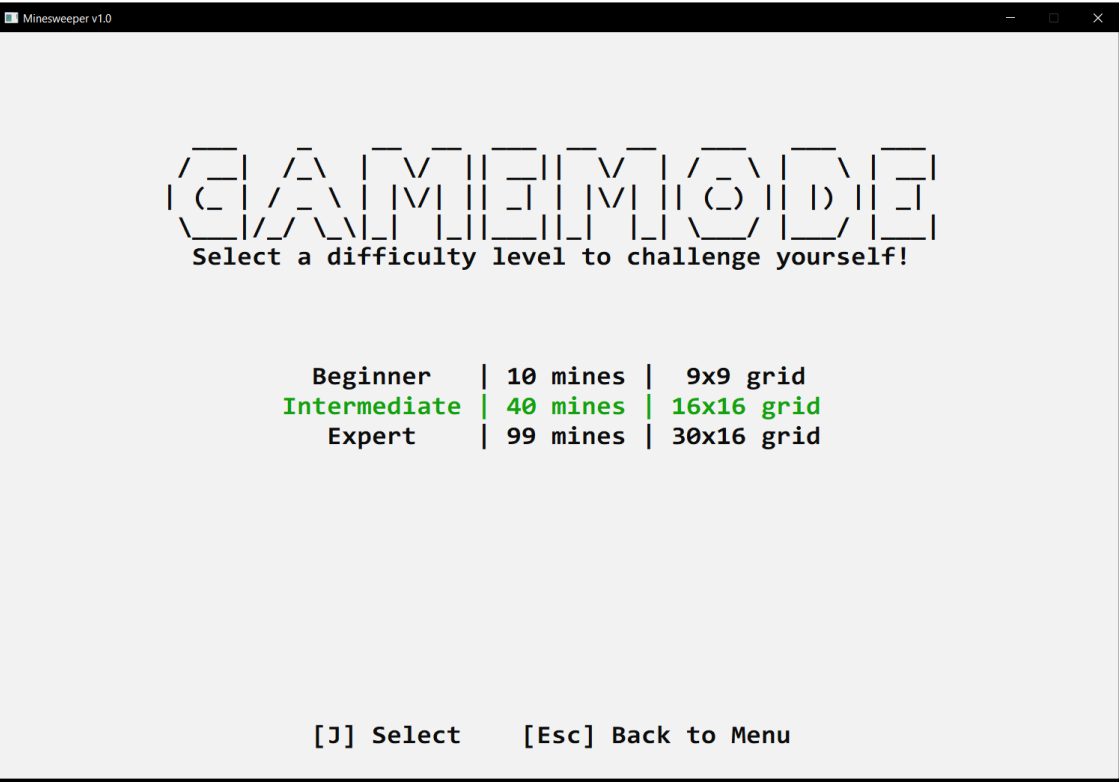 Minesweeper v1.0
GAMEMODE
Select a difficulty level to challenge yourself!
Beginner | 10 mines | 9x9 grid
Intermediate | 40 mines | 16x16 grid
Expert | 99 mines | 30x16 grid
[J] Select [Esc] Back to Menu